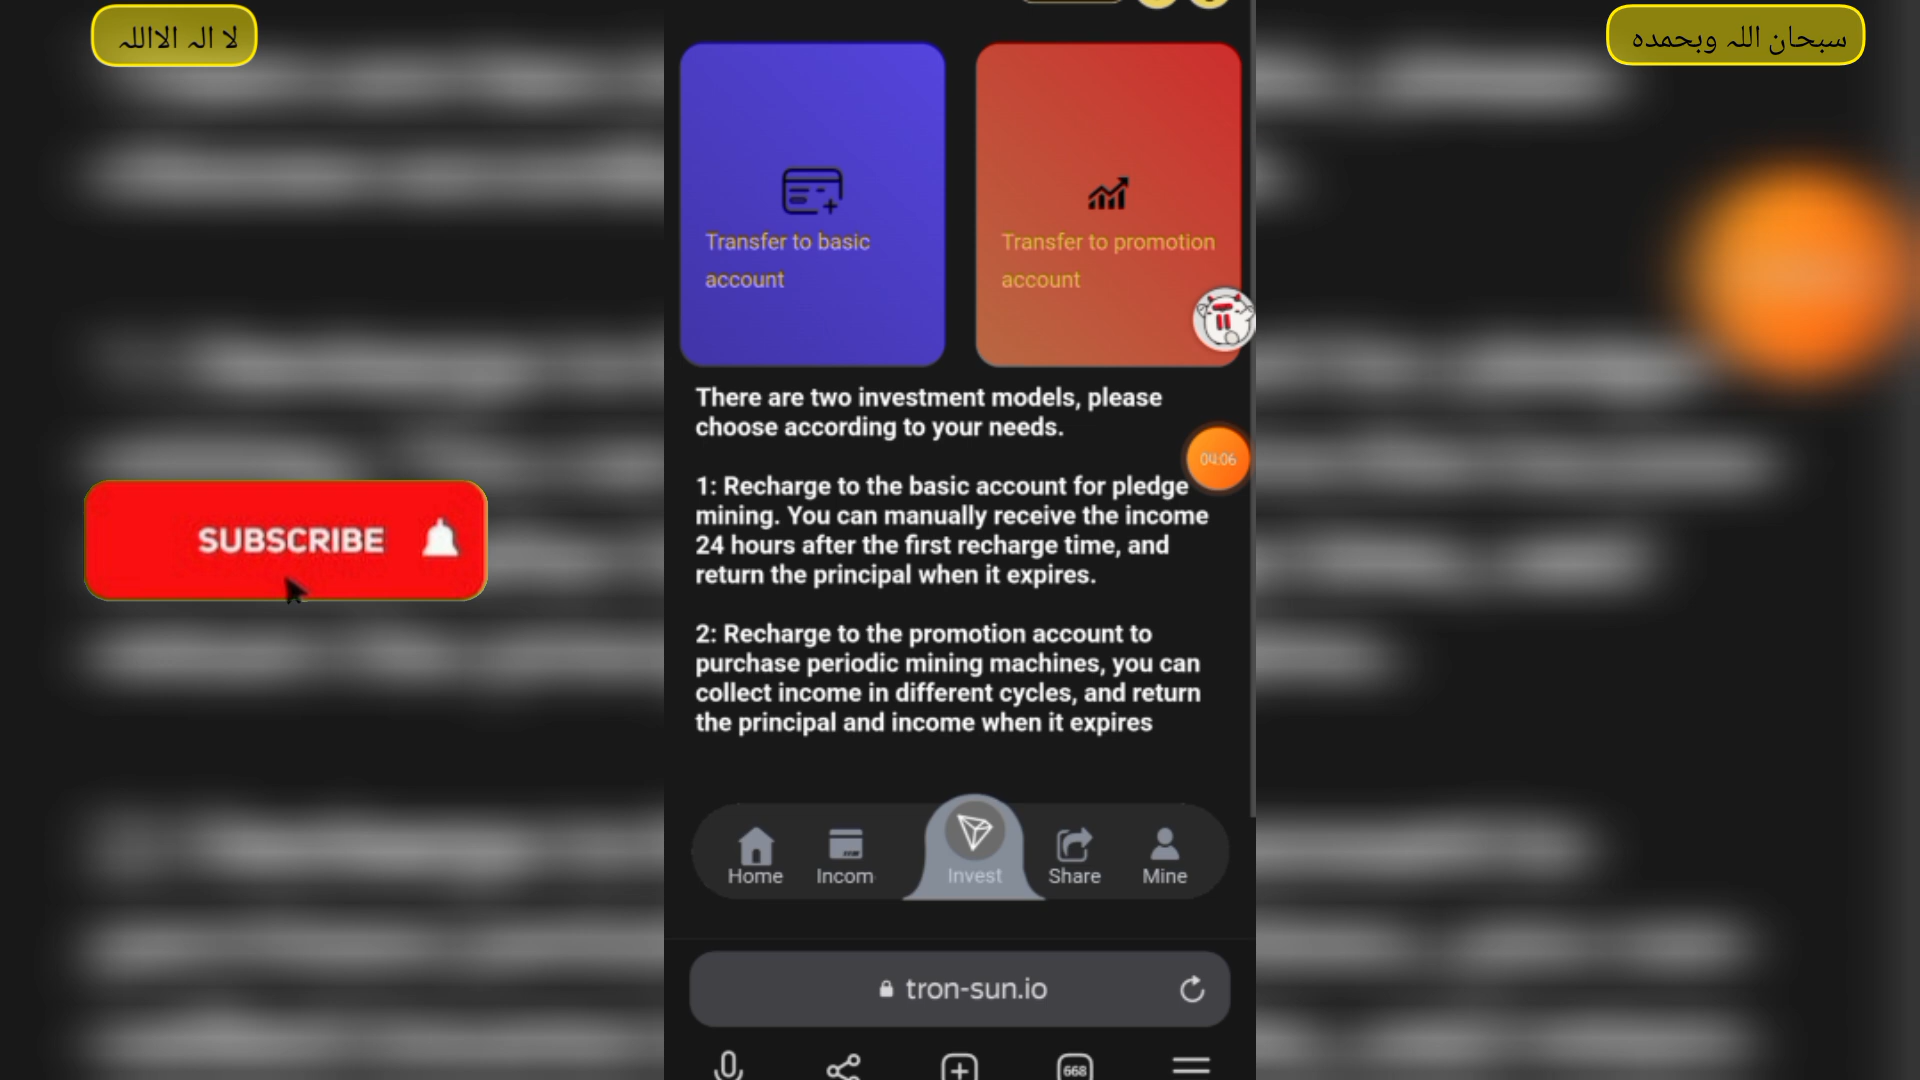 لا الہ الااللہ
سبحان اللہ وبحمدہ
Transfer to basic
account
Transfer to promotion
account
There are two investment models, please
choose according to your needs.
04:06
1: Recharge to the basic account for pledge
mining. You can manually receive the income
24 hours after the first recharge time, and
return the principal when it expires.
SUBSCRIBE
2: Recharge to the promotion account to
purchase periodic mining machines, you can
collect income in different cycles, and return
the principal and income when it expires
Home
Incom
Invest
Share
Mine
tron-sun.io
668